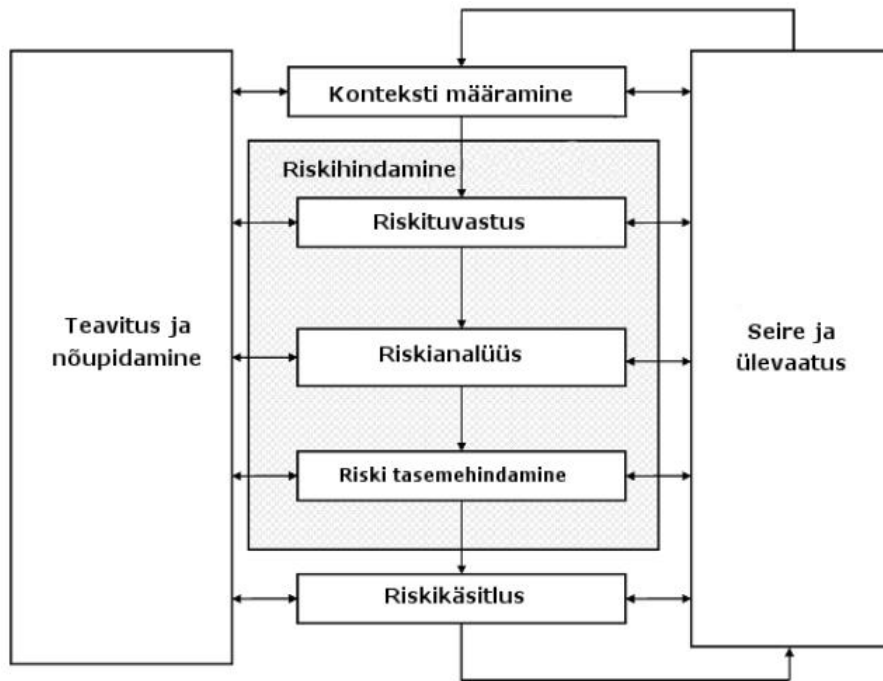 Konteksti määramine
Riskihindamine
Riskituvastus
Teavitus ja
nõupidamine
Riskianalüüs
Seire ja
ülevaatus
Riski tasemehindamine
Riskikäsitlus